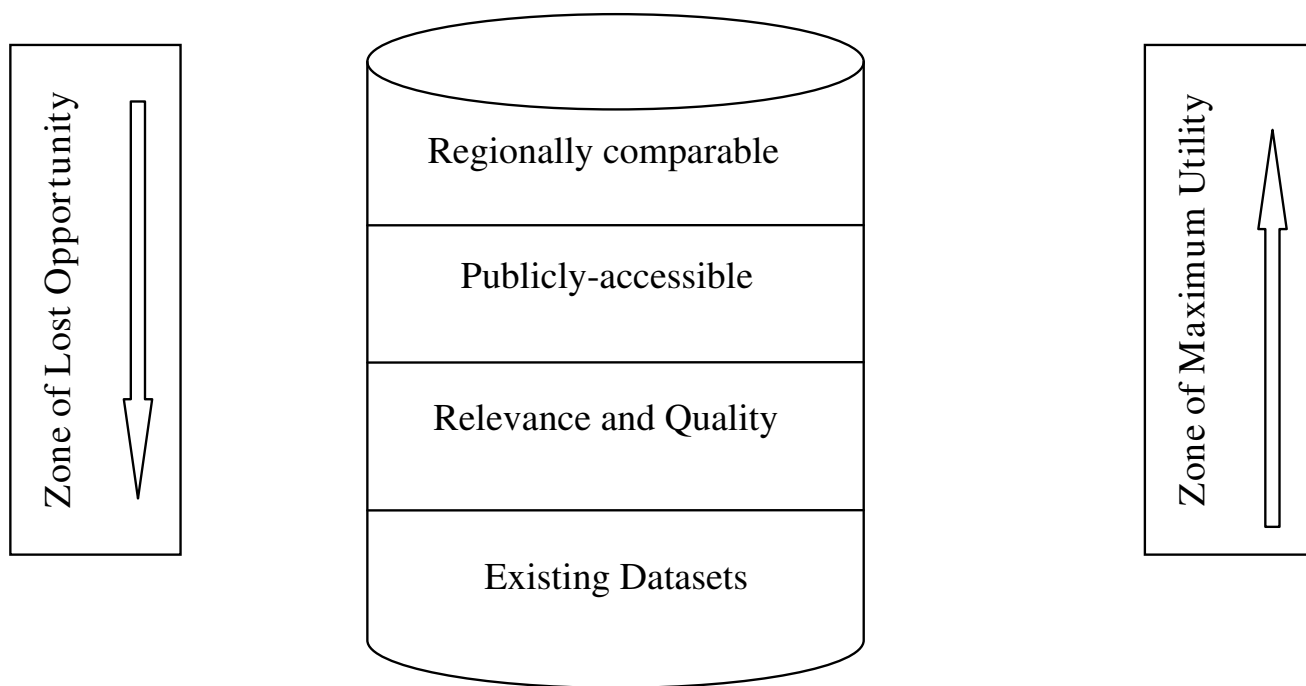 Zone of Lost Opportunity
Regionally comparable
Publicly-accessible
Relevance and Quality
Existing Datasets
Zone of Maximum Utility